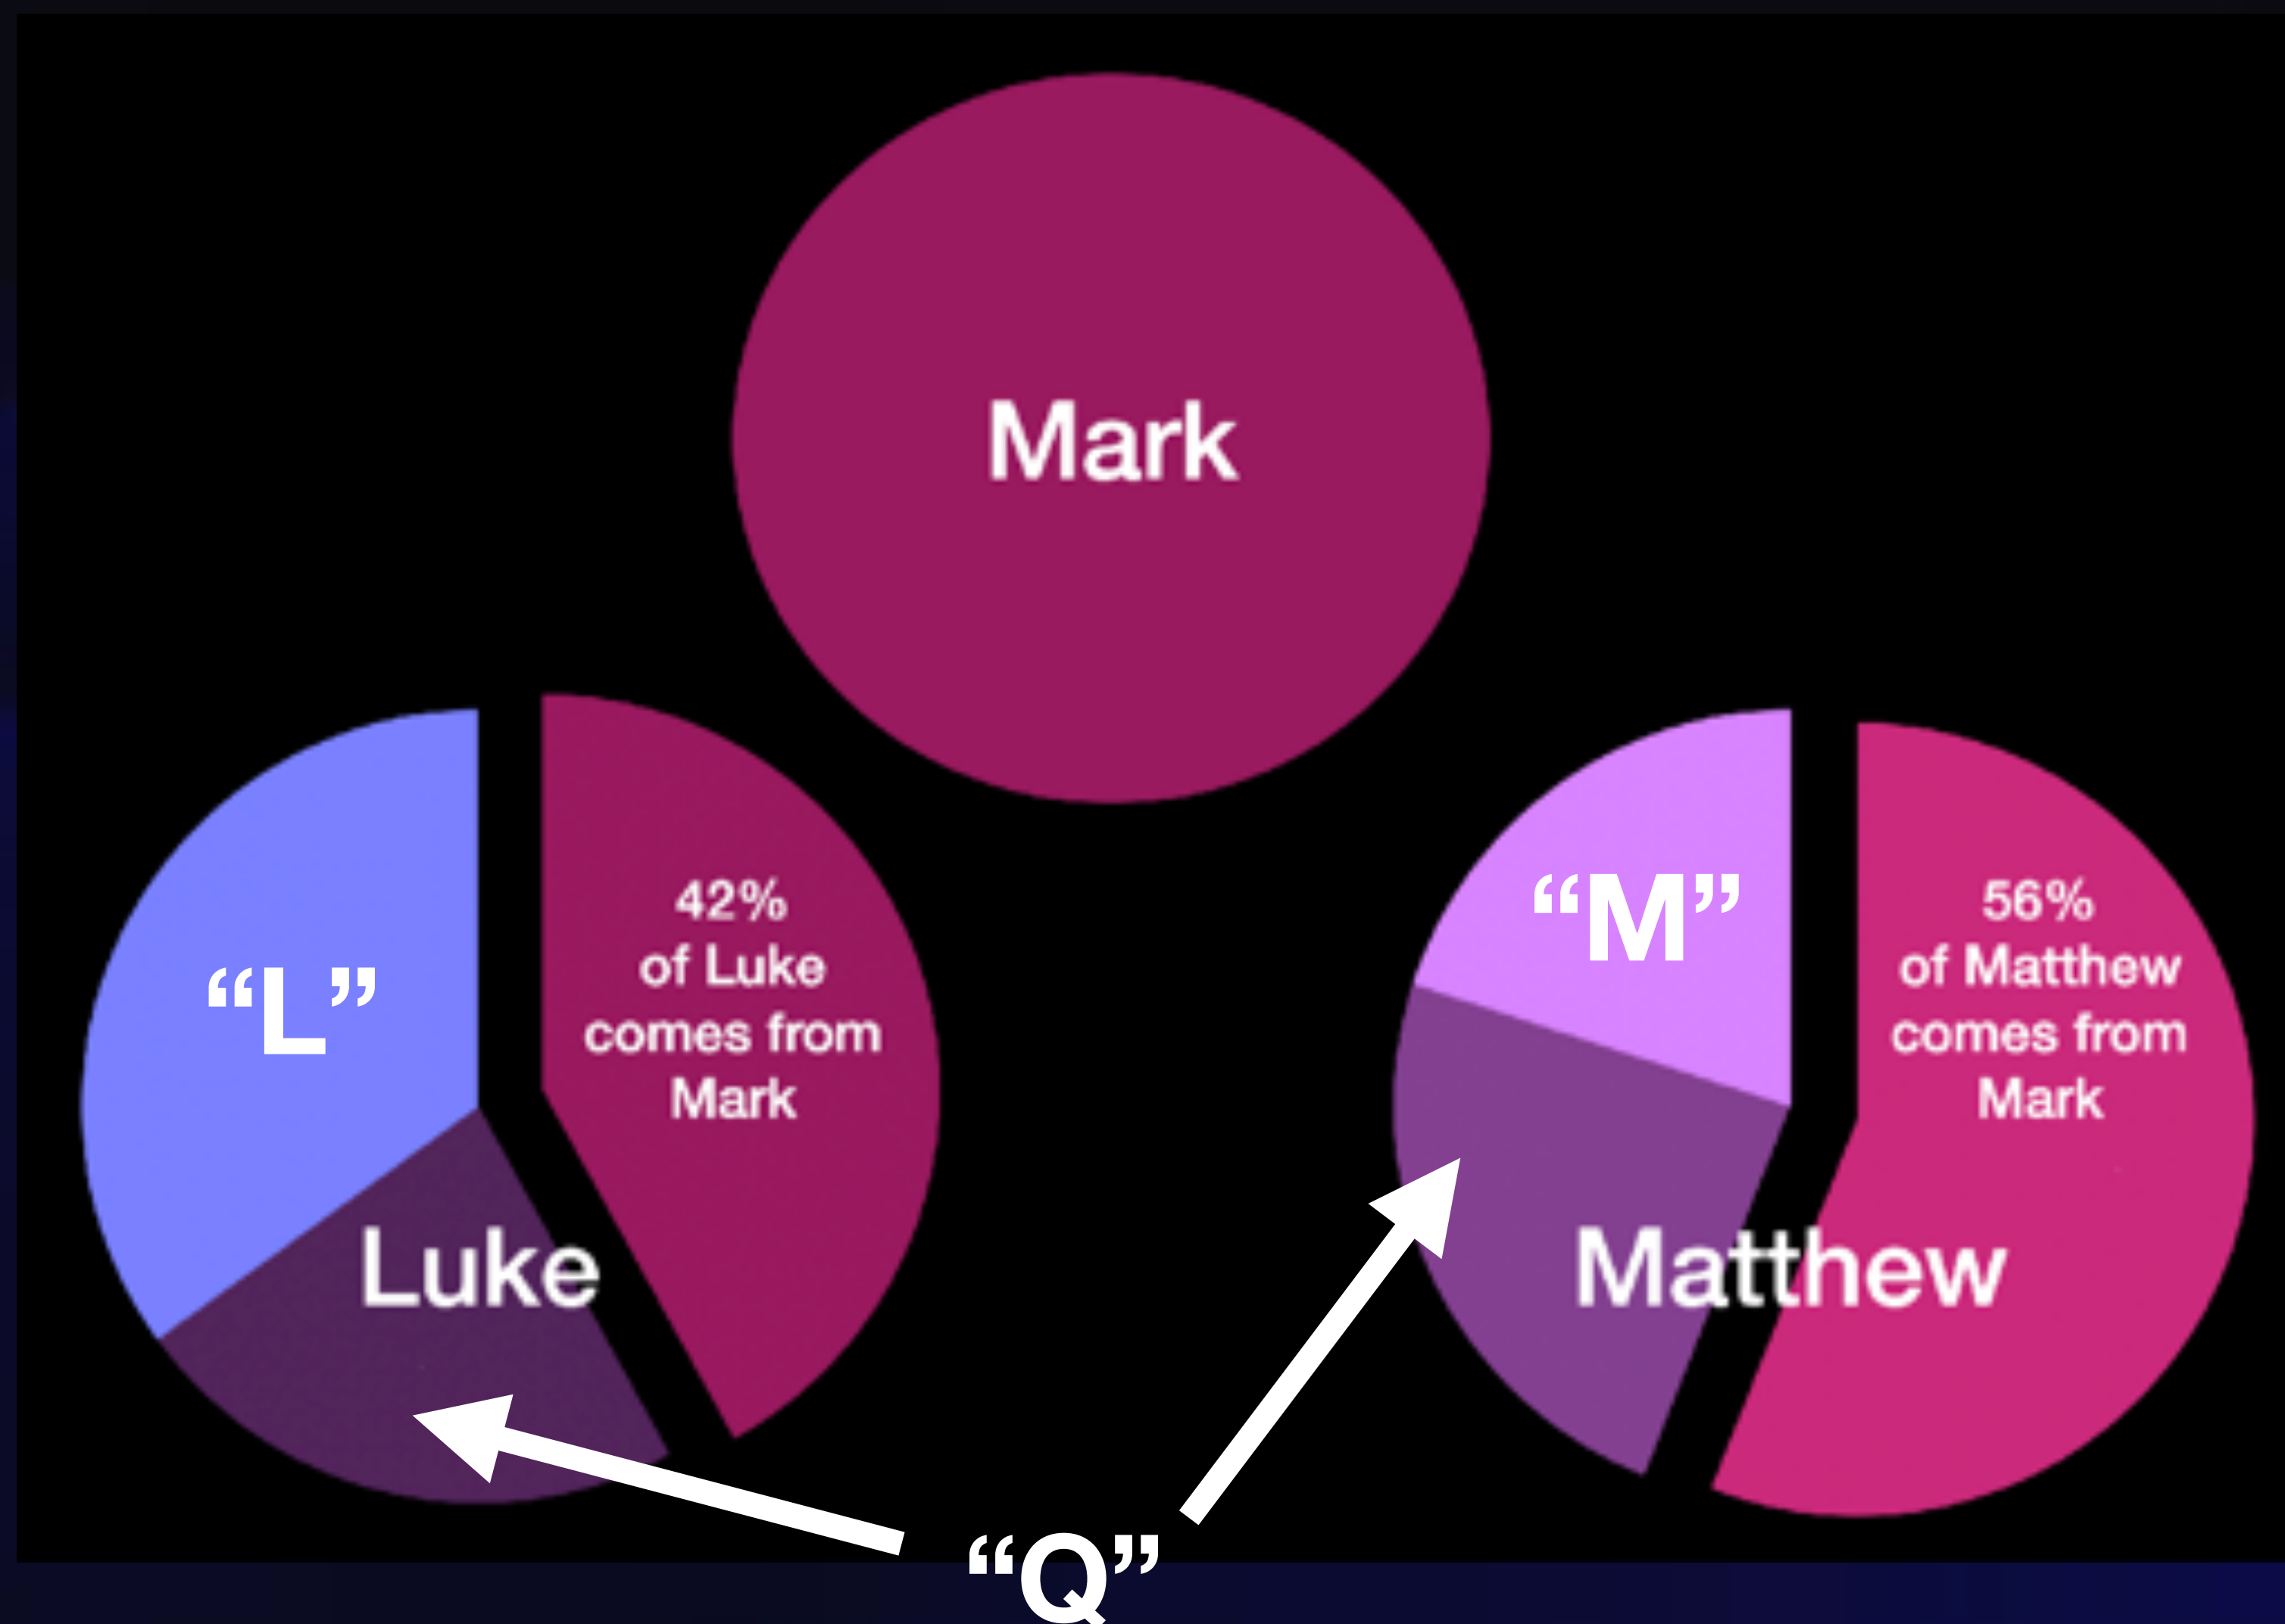 Mark
“L”
42%
of Luke
comes from
Mark
Luke
“M”
56%
of Matthew
comes from
Mark
Matthew
“Q”